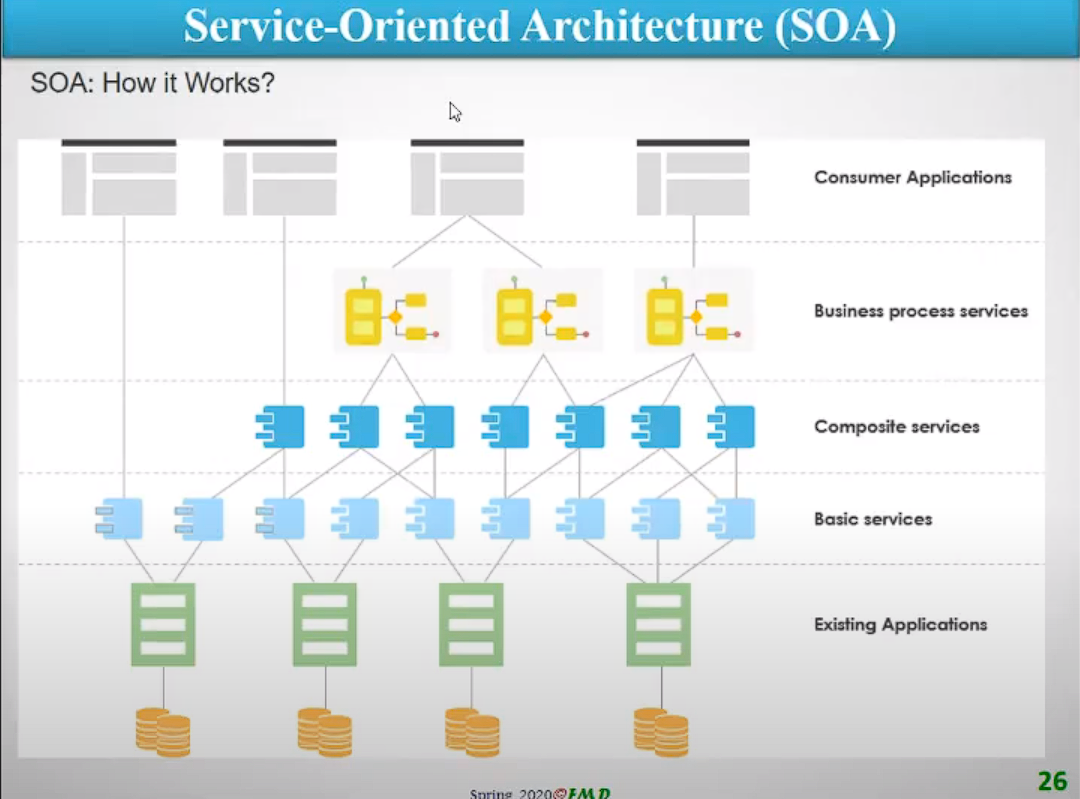 Service-Oriented Architecture (SOA)
SOA: How it Works?
Consumer Applications
Business process services
Composite services
Basic services
Existing Applications
Spring 2020©FMD
26